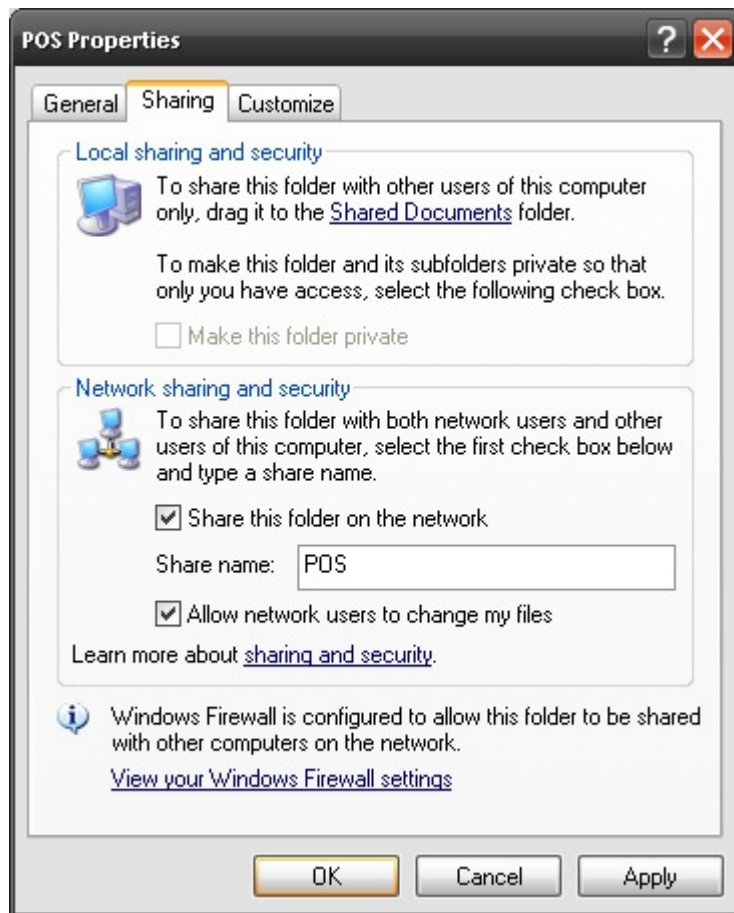 POS Properties
General Sharing Customize
Local sharing and security
To share this folder with other users of this computer
only, drag it to the Shared Documents folder.
To make this folder and its subfolders private so that
only you have access, select the following check box.
Make this folder private
Network sharing and security
To share this folder with both network users and other
users of this computer, select the first check box below
and type a share name.
Share this folder on the network
Share name: POS
Allow network users to change my files
Learn more about sharing and security.
Windows Firewall is configured to allow this folder to be shared
with other computers on the network.
View your Windows Firewall settings
OK Cancel Apply